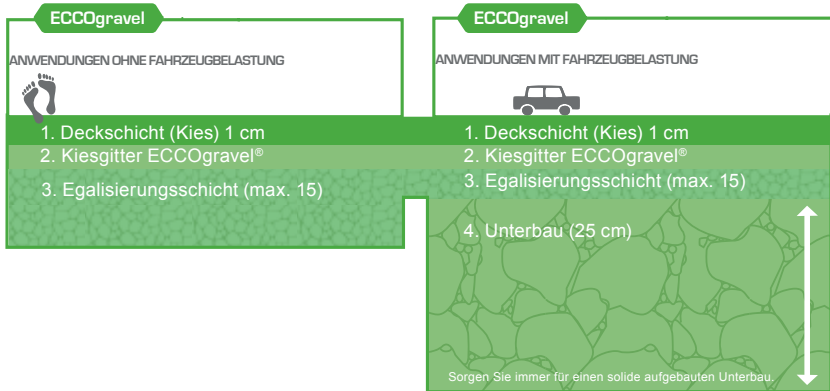 ECCOgravel
ANWENDUNGEN OHNE FAHRZEUGBELASTUNG
1. Deckschicht (Kies) 1 cm
2. Kiesgitter ECCOgravel®
3. Egalisierungsschicht (max. 15)
ECCOgravel
ANWENDUNGEN MIT FAHRZEUGBELASTUNG
1. Deckschicht (Kies) 1 cm
2. Kiesgitter ECCOgravel®
3. Egalisierungsschicht (max. 15)
4. Unterbau (25 cm)
Sorgen Sie immer für einen solide aufgebauten Unterbau.